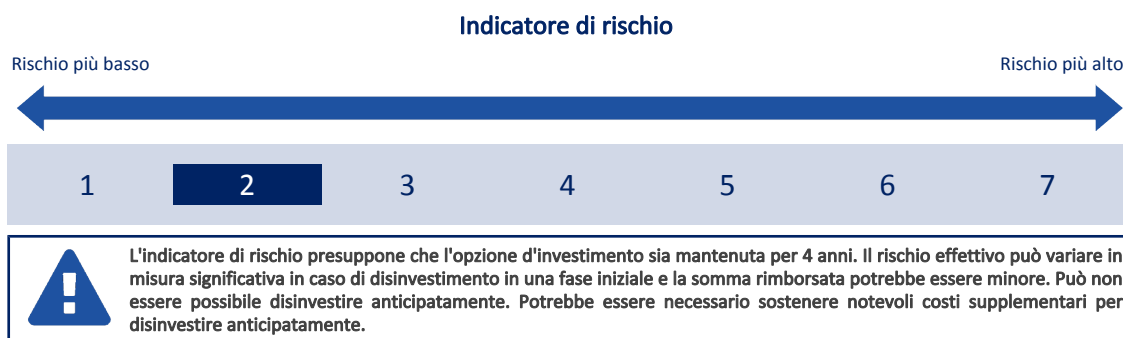 Indicatore di rischio
Rischio più basso
Rischio più alto
1 2 3 4 5 6 7
L'indicatore di rischio presuppone che l'opzione d'investimento sia mantenuta per 4 anni. Il rischio effettivo può variare in
misura significativa in caso di disinvestimento in una fase iniziale e la somma rimborsata potrebbe essere minore. Può non
essere possibile disinvestire anticipatamente. Potrebbe essere necessario sostenere notevoli costi supplementari per
disinvestire anticipatamente.